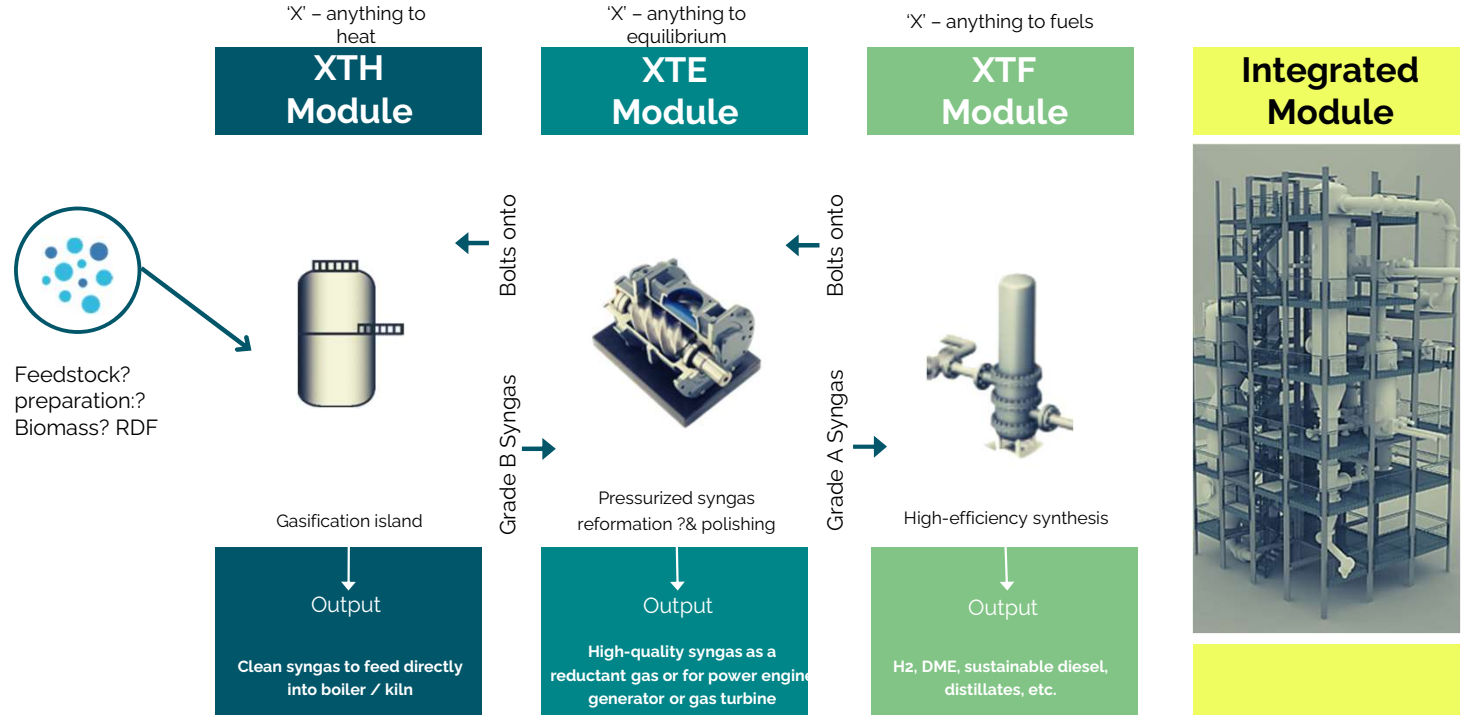 'X' – anything to
heat
XTH
Module
'X' – anything to
equilibrium
XTE
Module
'X' – anything to fuels
XTF
Module
Integrated
Module
Feedstock?
preparation:?
Biomass? RDF
Bolts onto
Bolts onto
Grade B Syngas
Grade A Syngas
Gasification island
Pressurized syngas
reformation ?& polishing
High-efficiency synthesis
Output
Clean syngas to feed directly
into boiler / kiln
Output
High-quality syngas as a
reductant gas or for power engine
generator or gas turbine
Output
H2, DME, sustainable diesel,
distillates, etc.